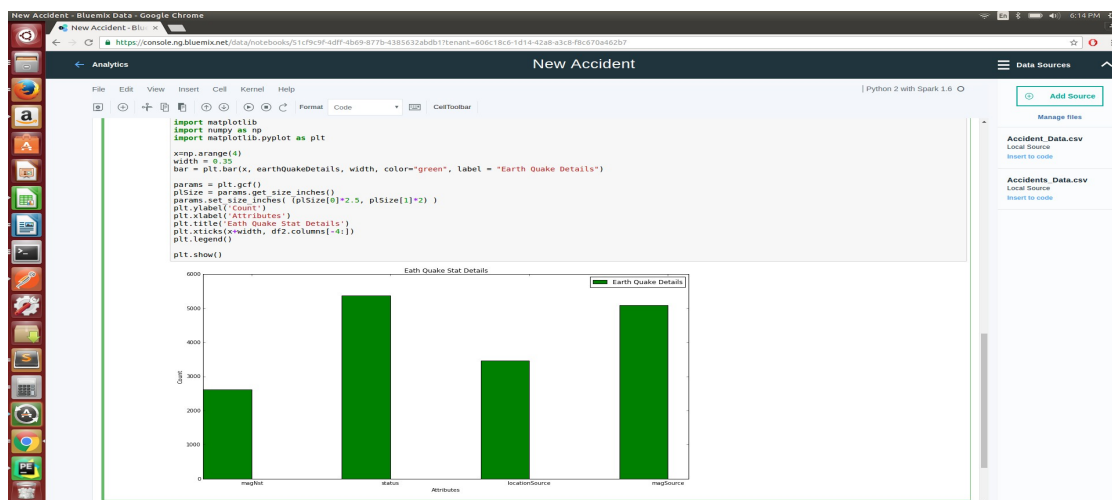 New Accident - Bluemix Data - Google Chrome
En
6:14 PM
New Accident - Blu
https://console.ng.bluemix.net/data/notebooks/51cf9c9f-4dff-4b69-877b-4385632abdb1?tenant=606c18c6-1d14-42a8-a3c8-f8c670a462b7
Analytics
New Accident
Data Sources
File Edit View Insert Cell Kernel Help
| Python 2 with Spark 1.6
Format Code CellToolbar
Add Source
Manage files
Accident_Data.csv
Local Source
Insert to code
Accidents_Data.csv
Local Source
Insert to code
import matplotlib
import numpy as np
import matplotlib.pyplot as plt
x=np.arange(4)
width = 0.35
bar = plt.bar(x, earthQuakeDetails, width, color="green", label = "Earth Quake Details")
params = plt.gcf()
plSize = params.get_size_inches()
params.set_size_inches( (plSize[0]*2.5, plSize[1]*2) )
plt.ylabel('Count')
plt.xlabel('Attributes')
plt.title('Eath Quake Stat Details')
plt.xticks(x+width, df2.columns[-4:])
plt.legend()
plt.show()
Eath Quake Stat Details
Earth Quake Details
6000
5000
4000
3000
2000
1000
0
Count
magNst status locationSource magSource
Attributes